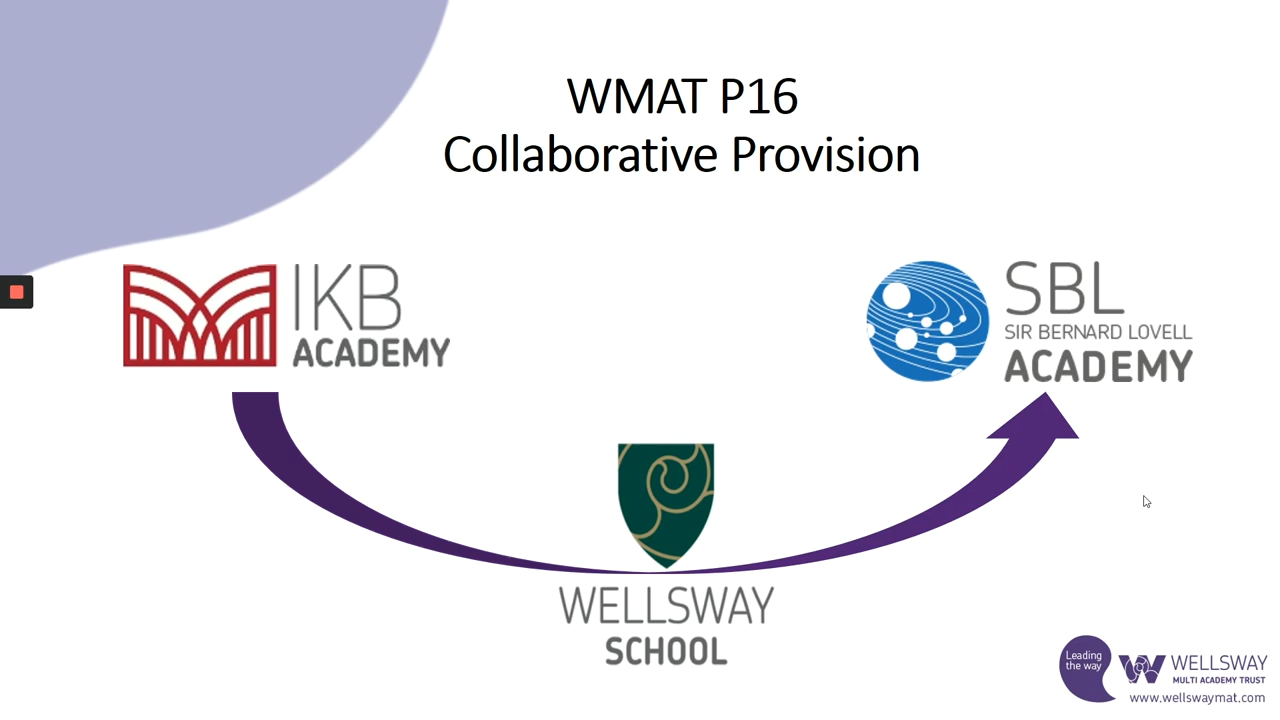 WMAT P16
Collaborative Provision
IKB
ACADEMY
SBL
SIR BERNARD LOVELL
ACADEMY
WELLSWAY
SCHOOL
Leading
the way
WELLSWAY
MULTI ACADEMY TRUST
www.wellswaymat.com